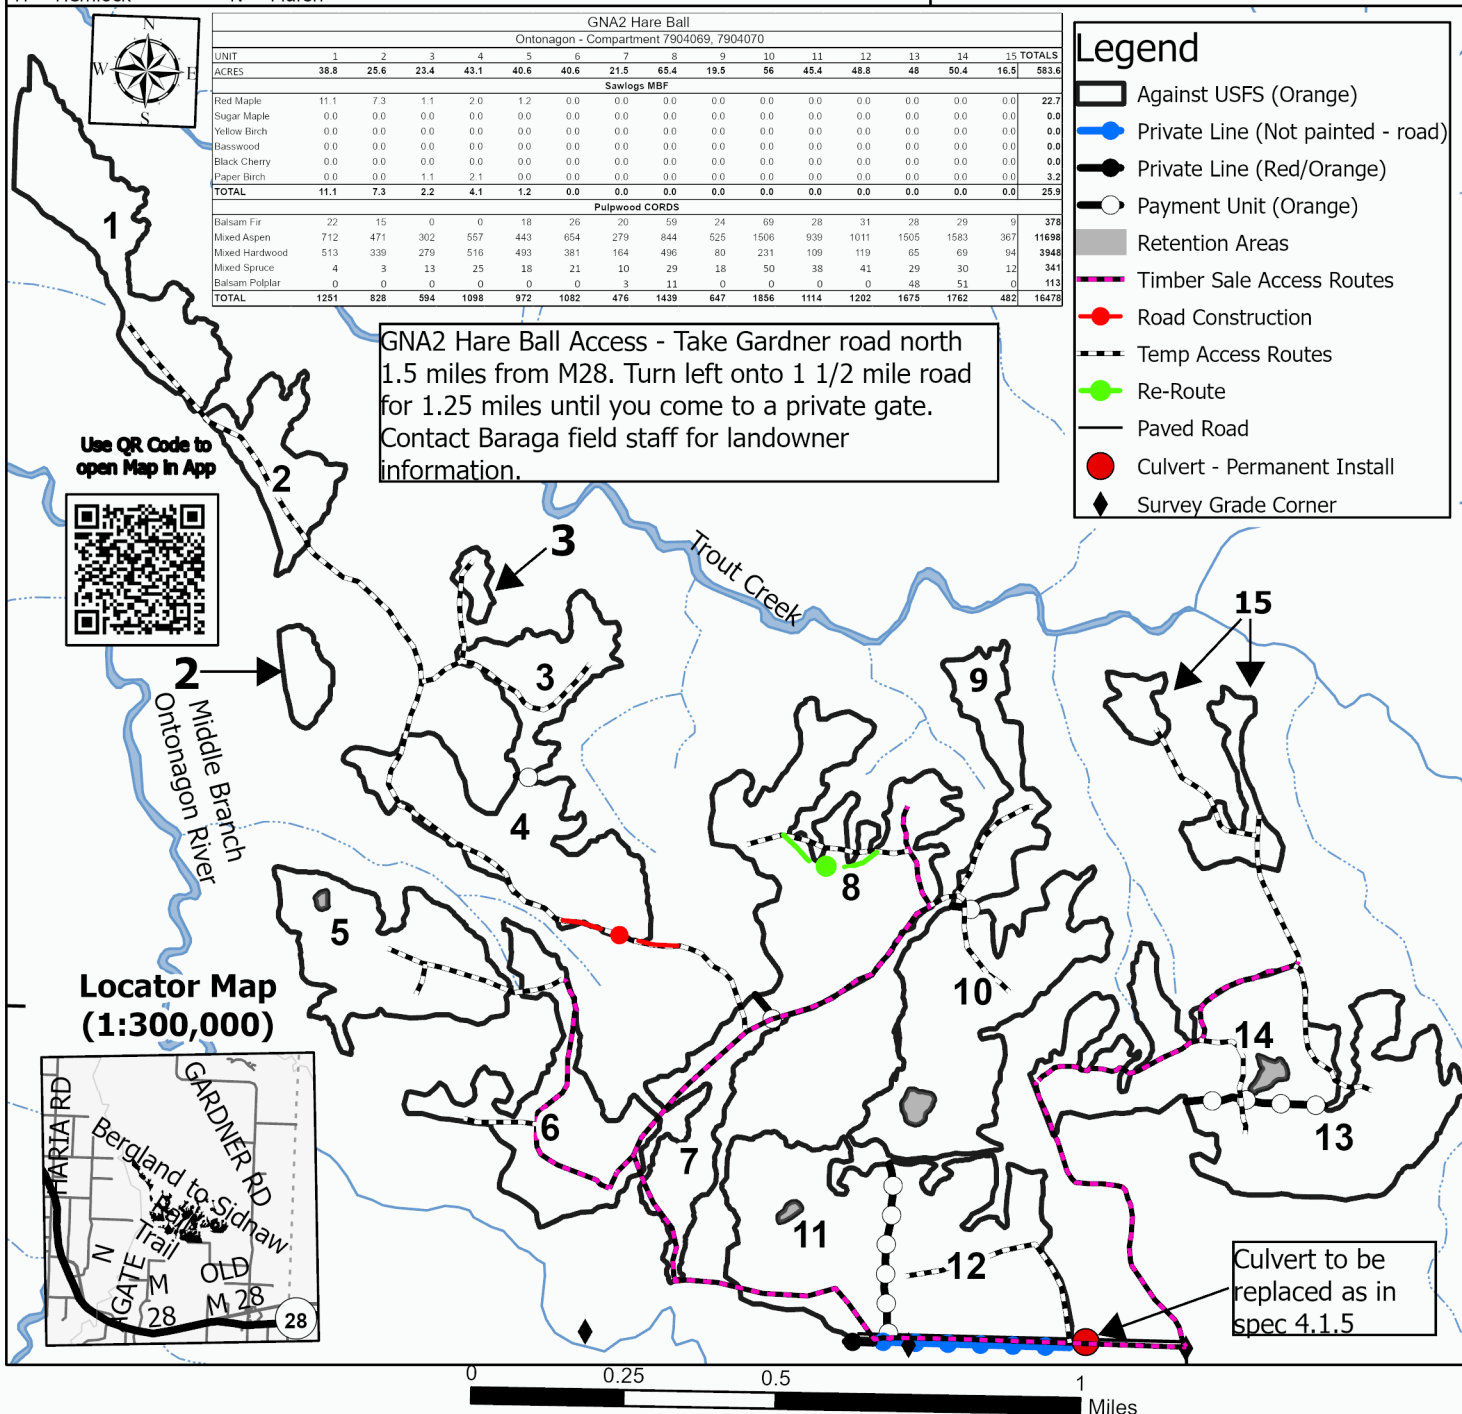 N
W E
S
GNA2 Hare Ball
Ontonagon - Compartment 7904069, 7904070
UNIT 1 2 3 4 5 6 7 8 9 10 11 12 13 14 15 TOTALS
ACRES 38.8 25.6 23.4 43.1 40.6 40.6 21.5 65.4 19.5 56 45.4 48.8 48 50.4 16.5 583.6
Sawlogs MBF
Red Maple 11.1 7.3 1.1 2.0 1.2 0.0 0.0 0.0 0.0 0.0 0.0 0.0 0.0 0.0 0.0 22.7
Sugar Maple 0.0 0.0 0.0 0.0 0.0 0.0 0.0 0.0 0.0 0.0 0.0 0.0 0.0 0.0 0.0 0.0
Yellow Birch 0.0 0.0 0.0 0.0 0.0 0.0 0.0 0.0 0.0 0.0 0.0 0.0 0.0 0.0 0.0 0.0
Basswood 0.0 0.0 0.0 0.0 0.0 0.0 0.0 0.0 0.0 0.0 0.0 0.0 0.0 0.0 0.0 0.0
Black Cherry 0.0 0.0 0.0 0.0 0.0 0.0 0.0 0.0 0.0 0.0 0.0 0.0 0.0 0.0 0.0 0.0
Paper Birch 0.0 0.0 1.1 2.1 0.0 0.0 0.0 0.0 0.0 0.0 0.0 0.0 0.0 0.0 0.0 3.2
TOTAL 11.1 7.3 2.2 4.1 1.2 0.0 0.0 0.0 0.0 0.0 0.0 0.0 0.0 0.0 0.0 25.9
Pulpwood CORDS
Balsam Fir 22 15 0 0 18 26 20 59 24 69 28 31 28 29 9 378
Mixed Aspen 712 471 302 557 443 654 279 844 525 1506 939 1011 1505 1583 367 11698
Mixed Hardwood 513 339 279 516 493 381 164 496 80 231 109 119 65 69 94 3948
Mixed Spruce 4 3 13 25 18 21 10 29 18 50 38 41 29 30 12 341
Balsam Polplar 0 0 0 0 0 0 3 11 0 0 0 0 48 51 0 113
TOTAL 1251 828 594 1098 972 1082 476 1439 647 1856 1114 1202 1675 1762 482 16478
Legend
Against USFS (Orange)
Private Line (Not painted - road)
Private Line (Red/Orange)
Payment Unit (Orange)
Retention Areas
Timber Sale Access Routes
Road Construction
Temp Access Routes
Re-Route
Paved Road
Culvert - Permanent Install
Survey Grade Corner
GNA2 Hare Ball Access - Take Gardner road north
1.5 miles from M28. Turn left onto 1 1/2 mile road
for 1.25 miles until you come to a private gate.
Contact Baraga field staff for landowner
information.
1
2
Use QR Code to
open Map in App
3
Trout Creek
15
2
3
9
Middle Branch
Ontonagon River
4
8
5
10
14
13
6
7
11
12
Locator Map
(1:300,000)
HARIA RD
GARDNER RD
Bergland to Sidnaw
Rail
Trail
N
AGATE
M
28
OLD
M 28
28
Culvert to be
replaced as in
spec 4.1.5
0 0.25 0.5 1
Miles